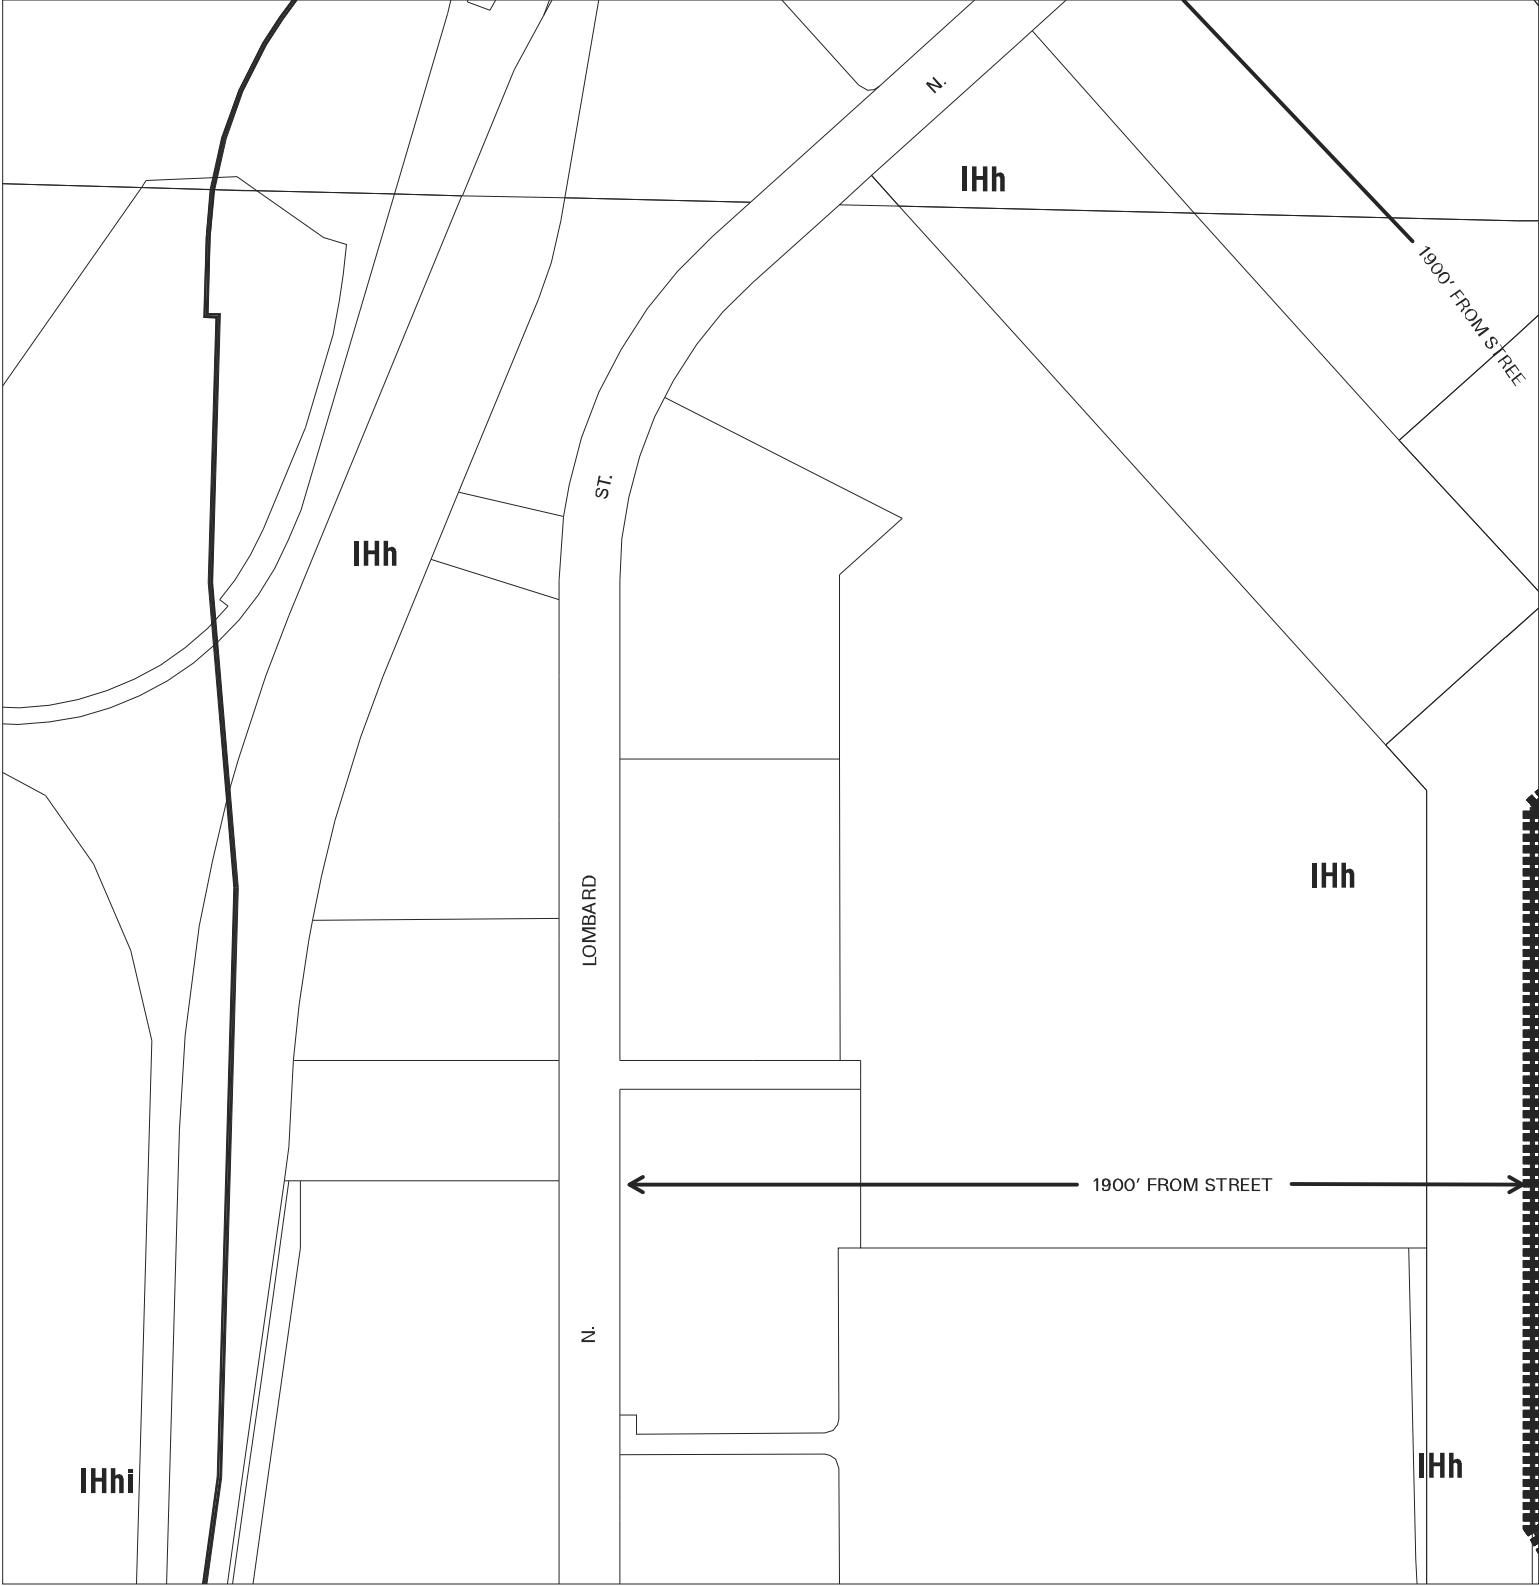 N.
IHh
1900' FROM STREE
ST.
IHh
LOMBARD
IHh
1900' FROM STREET
N.
IHh
IHhi